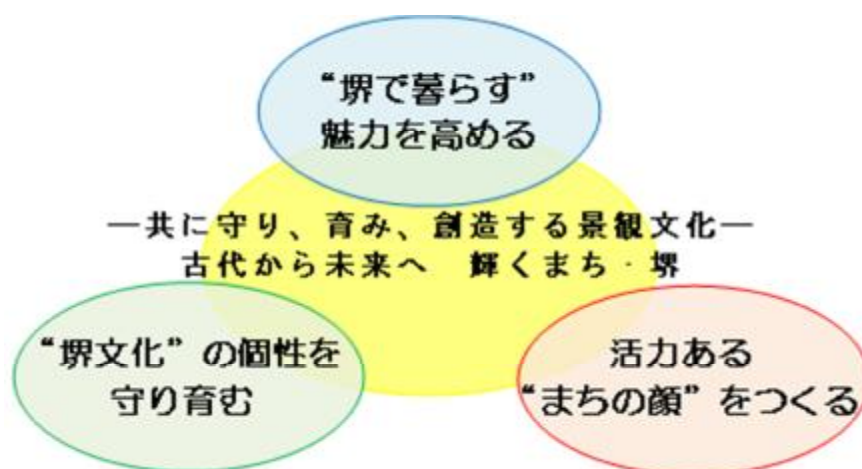 “堺で暮らす”
魅力を高める
―共に守り、育み、創造する景観文化―
古代から未来へ　輝くまち・堺
“堺文化”の個性を
守り育む
活力ある
“まちの顔”をつくる